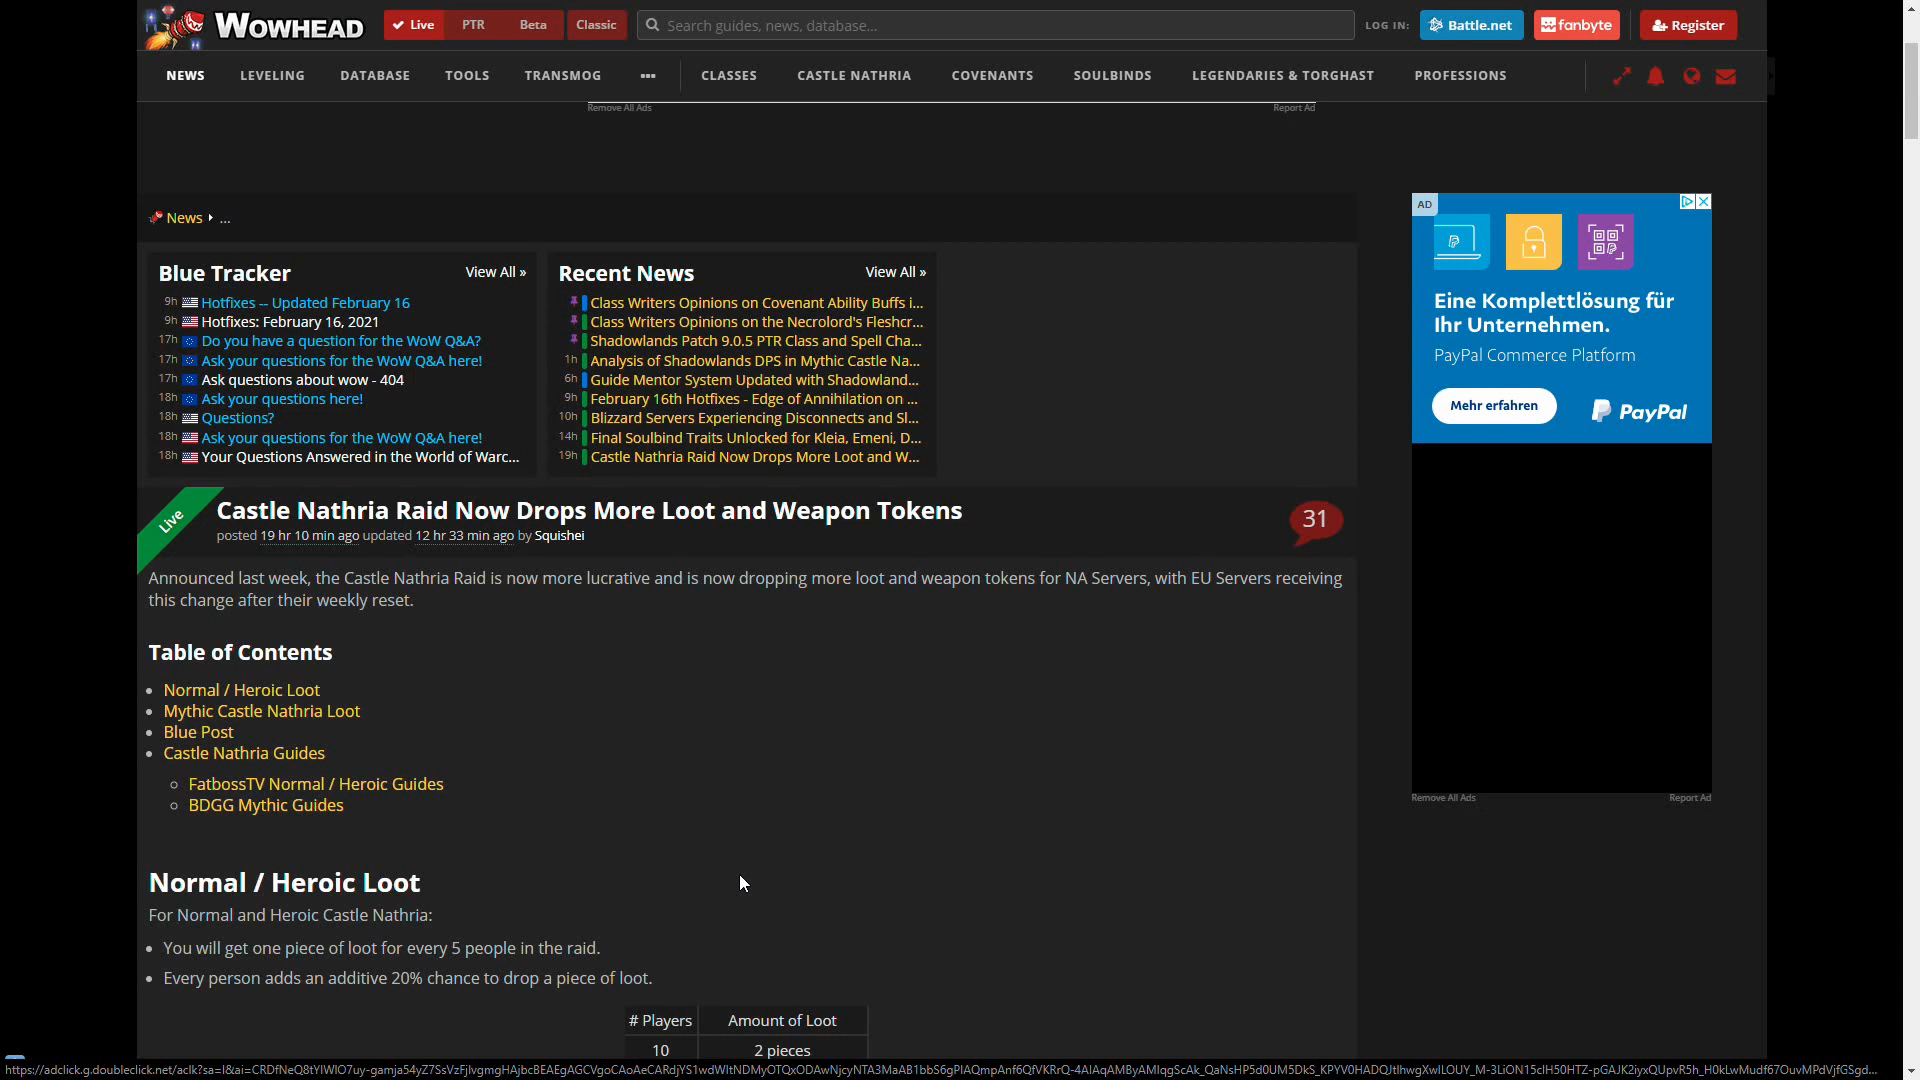 WOWHEAD
Live PTR Beta Classic
Search guides, news, database...
LOG IN: Battle.net fanbyte Register
NEWS LEVELING DATABASE TOOLS TRANSMOG ••• CLASSES CASTLE NATHRIA COVENANTS SOULBINDS LEGENDARIES & TORGHAST PROFESSIONS
Remove All Ads Report Ad
News ...
Blue Tracker View All »
9h Hotfixes -- Updated February 16
9h Hotfixes: February 16, 2021
17h Do you have a question for the WoW Q&A?
17h Ask your questions for the WoW Q&A here!
17h Ask questions about wow - 404
18h Ask your questions here!
18h Questions?
18h Ask your questions for the WoW Q&A here!
18h Your Questions Answered in the World of Warc...
Recent News View All »
Class Writers Opinions on Covenant Ability Buffs i...
Class Writers Opinions on the Necrolord's Fleshcr...
Shadowlands Patch 9.0.5 PTR Class and Spell Cha...
1h Analysis of Shadowlands DPS in Mythic Castle Na...
6h Guide Mentor System Updated with Shadowland...
9h February 16th Hotfixes - Edge of Annihilation on ...
10h Blizzard Servers Experiencing Disconnects and Sl...
14h Final Soulbind Traits Unlocked for Kleia, Emeni, D...
19h Castle Nathria Raid Now Drops More Loot and W...
AD
Eine Komplettlösung für
Ihr Unternehmen.
PayPal Commerce Platform
Mehr erfahren PayPal
Remove All Ads Report Ad
Live
Castle Nathria Raid Now Drops More Loot and Weapon Tokens
posted 19 hr 10 min ago updated 12 hr 33 min ago by Squishei
31
Announced last week, the Castle Nathria Raid is now more lucrative and is now dropping more loot and weapon tokens for NA Servers, with EU Servers receiving
this change after their weekly reset.
Table of Contents
Normal / Heroic Loot
Mythic Castle Nathria Loot
Blue Post
Castle Nathria Guides
FatbossTV Normal / Heroic Guides
BDGG Mythic Guides
Normal / Heroic Loot
For Normal and Heroic Castle Nathria:
You will get one piece of loot for every 5 people in the raid.
Every person adds an additive 20% chance to drop a piece of loot.
# Players Amount of Loot
10 2 pieces